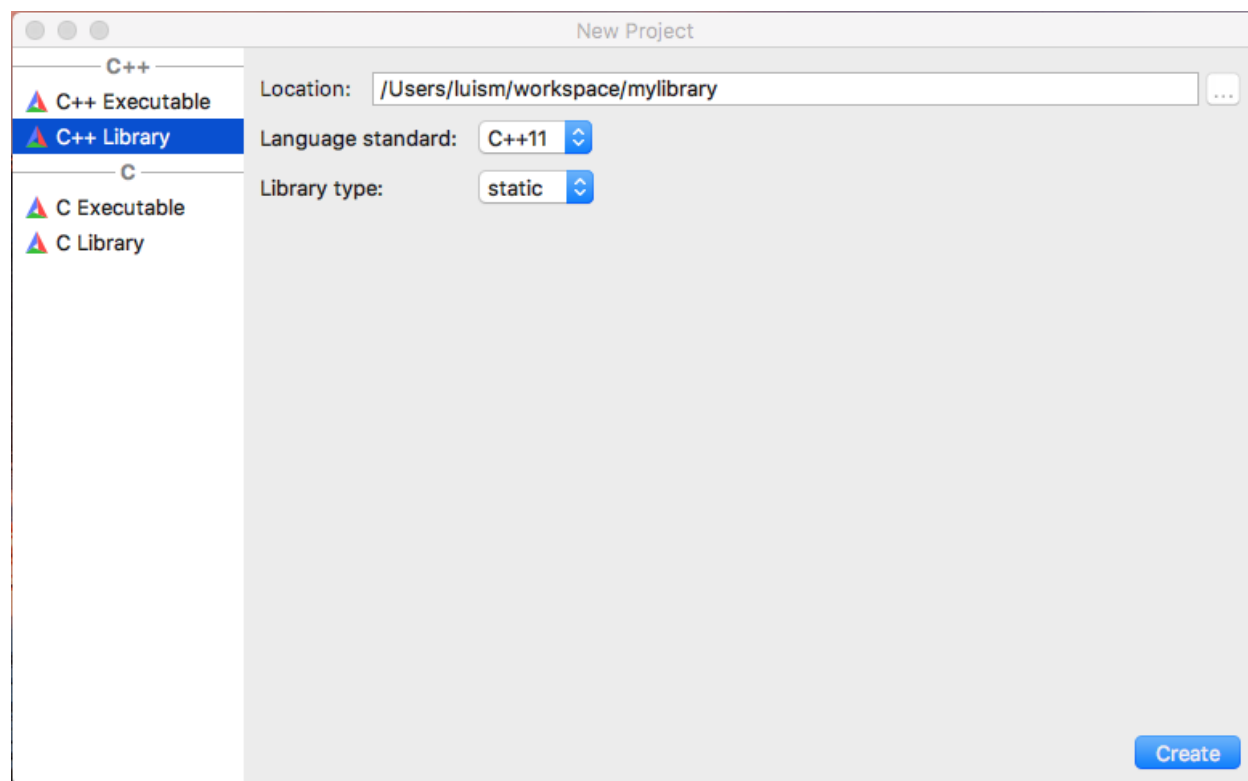 New Project
C++
C++ Executable
C++ Library
C
C Executable
C Library
Location: /Users/luism/workspace/mylibrary ...
Language standard: C++11
Library type: static
Create